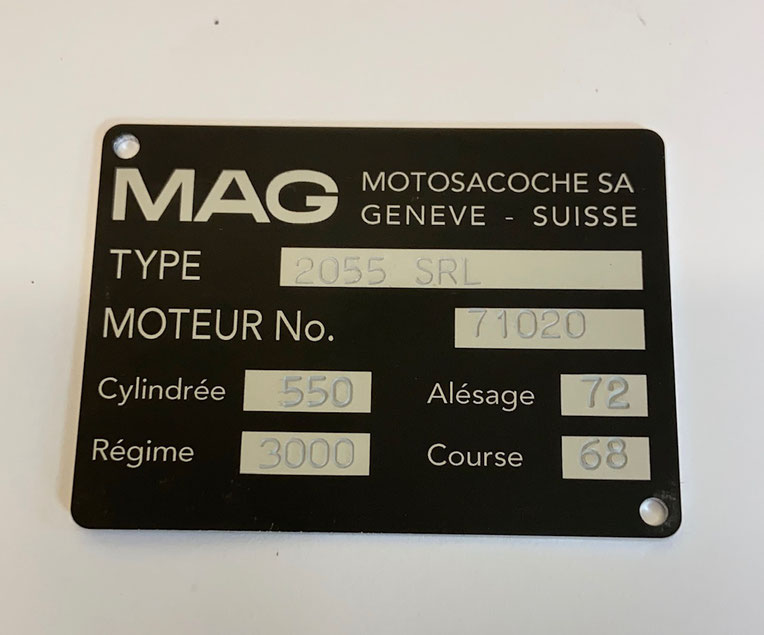 MAG MOTOSACOCHE SA
GENEVE - SUISSE
TYPE 2055 SRL
MOTEUR No. 71020
Cylindrée 550 Alésage 72
Régime 3000 Course 68